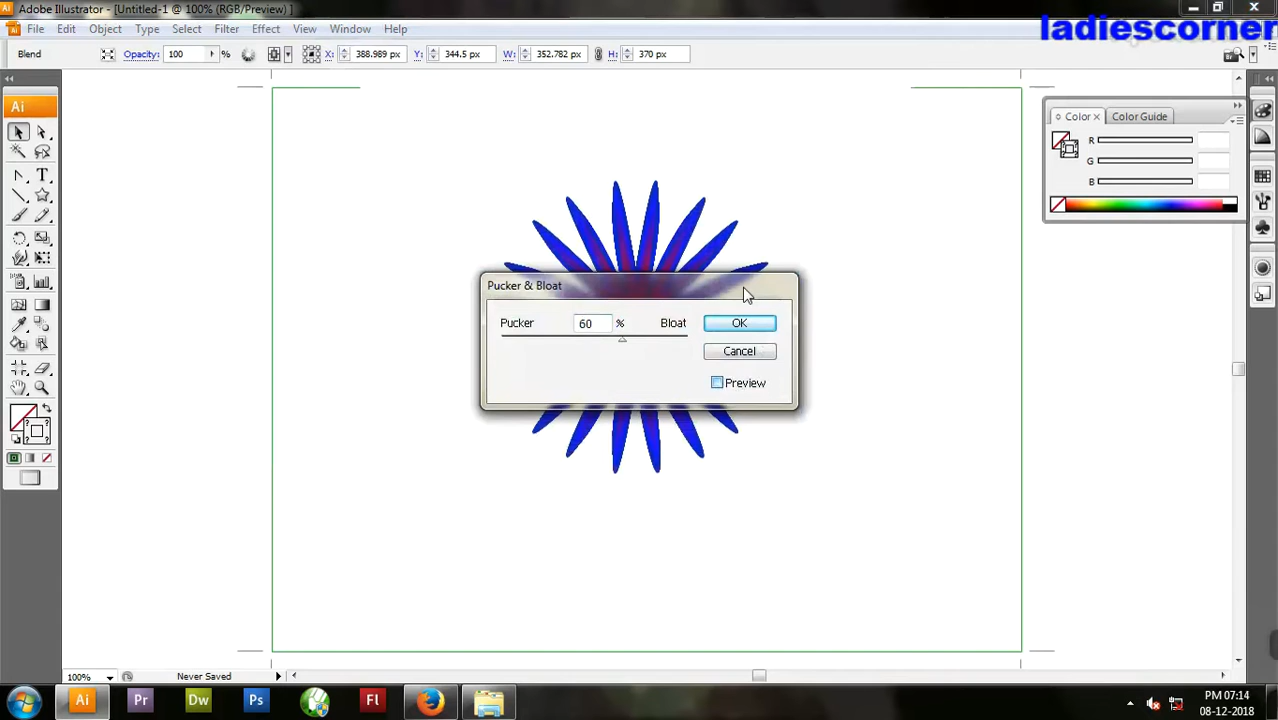 Adobe Illustrator - [Untitled-1 @ 100% (RGB/Preview) ]
ladiescorner
File Edit Object Type Select Filter Effect View Window Help
Blend Opacity: 100 % X: 388.989 px Y: 344.5 px W: 352.782 px H: 370 px
Ai
Color Color Guide
R
G
B
T
Pucker & Bloat
Pucker 60 % Bloat OK
Cancel
Preview
100% Never Saved
Ai Pr Dw Ps Fl
PM 07:14
08-12-2018